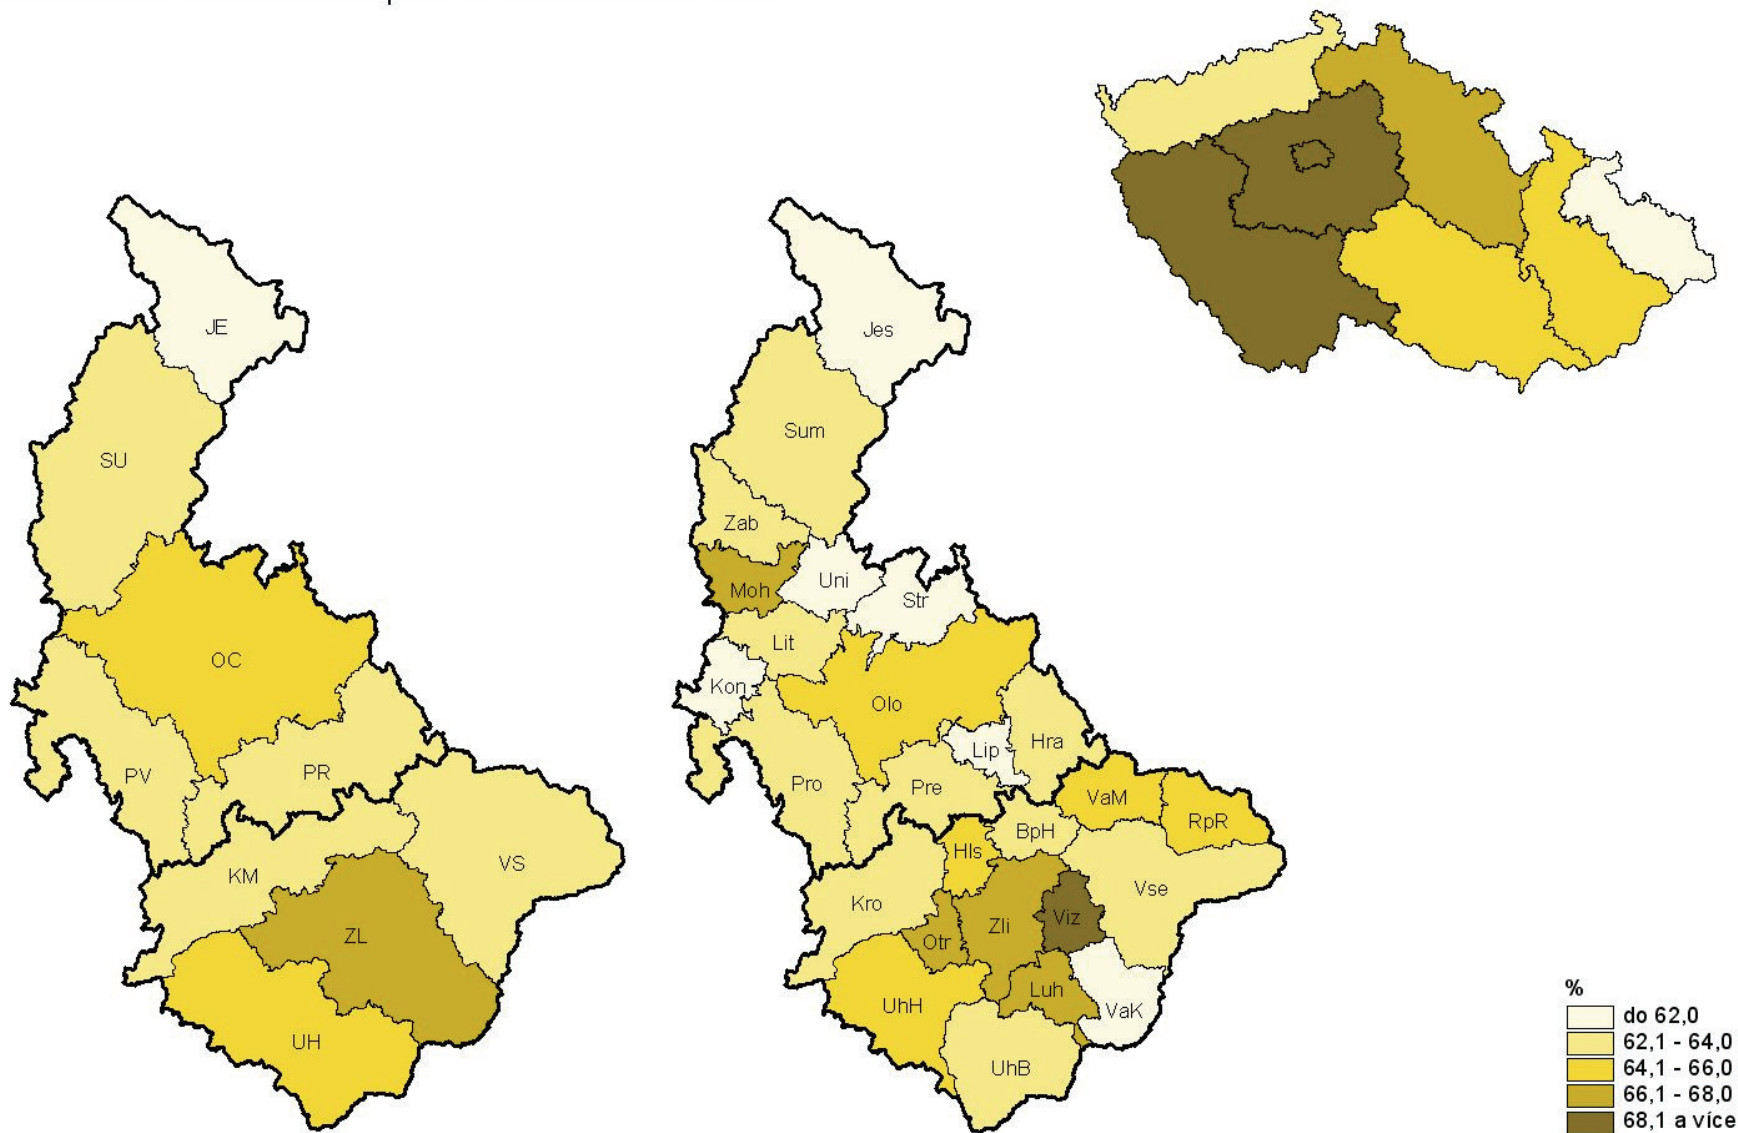 JE
SU
OC
PV
PR
KM
VS
ZL
UH
Jes
Sum
Zab
Moh
Uni
Str
Lit
Kon
Olo
Lip
Hra
Pro
Pre
VaM
RpR
BpH
Hls
Vse
Kro
Viz
Zli
Otr
Luh
UhH
VaK
UhB
%
do 62,0
62,1 - 64,0
64,1 - 66,0
66,1 - 68,0
68,1 a více